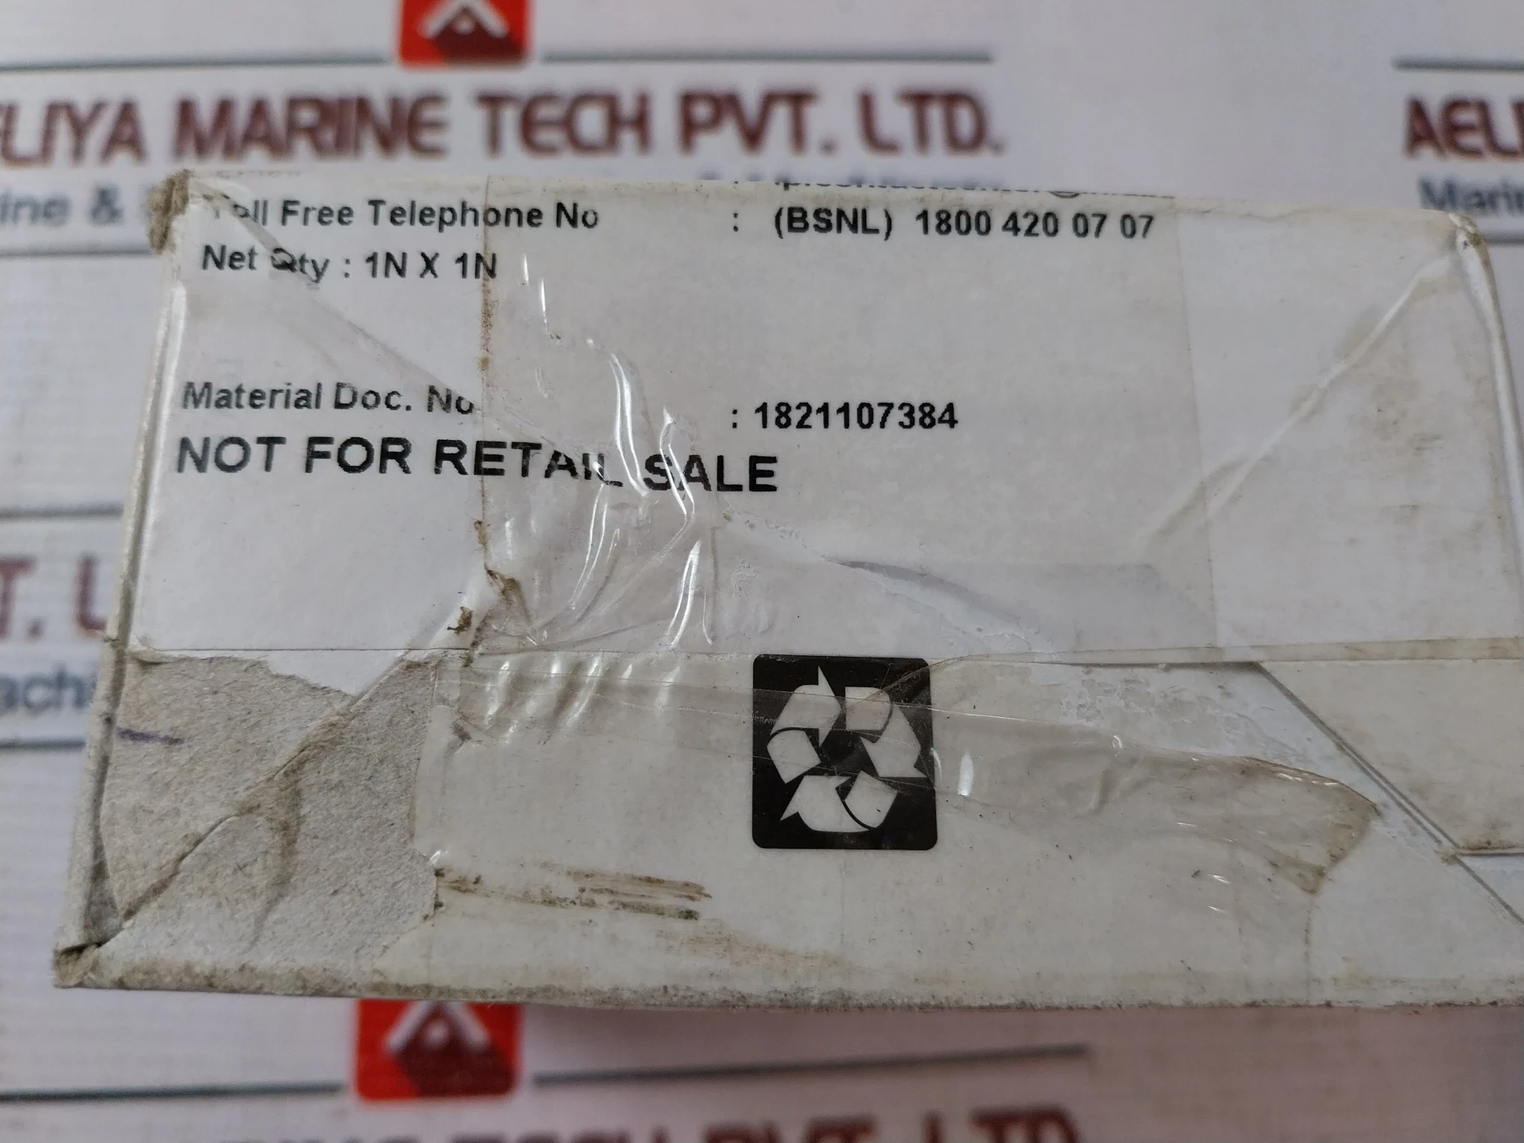 AELIYA MARINE TECH PVT. LTD.
Toll Free Telephone No : (BSNL) 1800 420 07 07
Net Qty : 1N X 1N
Material Doc. No : 1821107384
NOT FOR RETAIL SALE